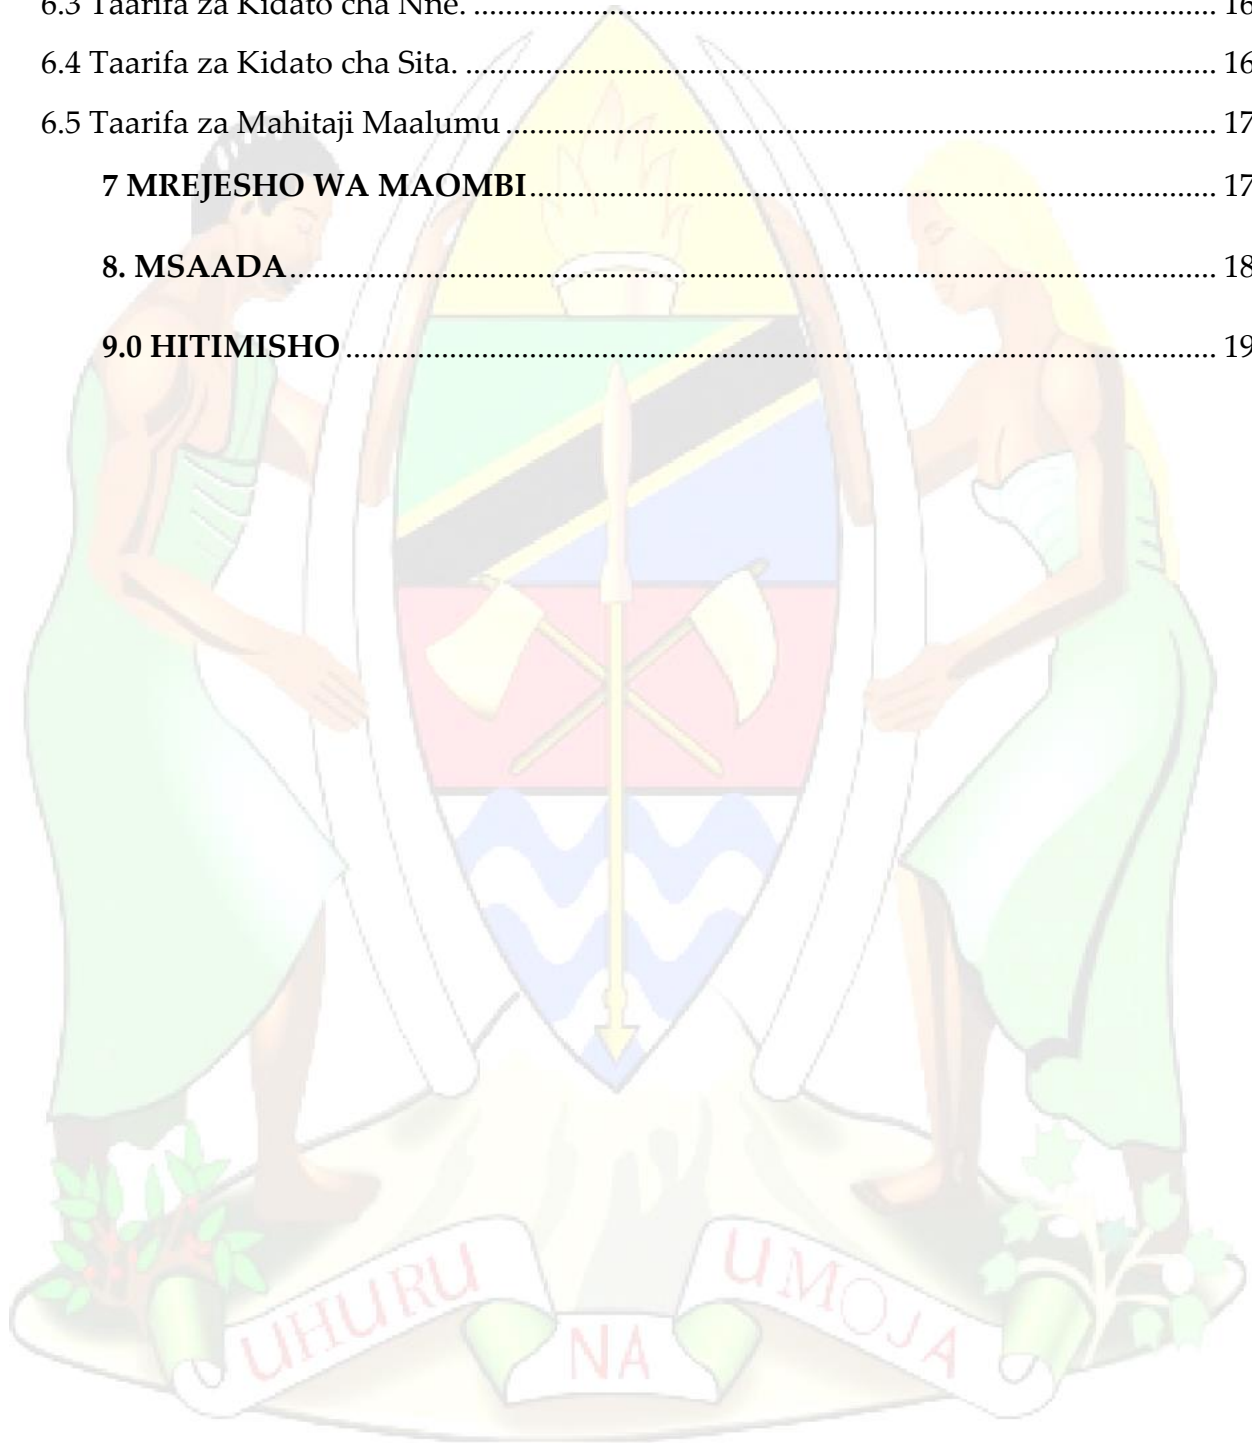 6.3 Taarifa za Kidato cha Nne. ........................................................................................................ 16
6.4 Taarifa za Kidato cha Sita. ......................................................................................................... 16
6.5 Taarifa za Mahitaji Maalumu .................................................................................................... 17
7 MREJESHO WA MAOMBI ................................................................................................ 17
8. MSAADA .............................................................................................................................. 18
9.0 HITIMISHO ....................................................................................................................... 19
UHURU NA UMOJA